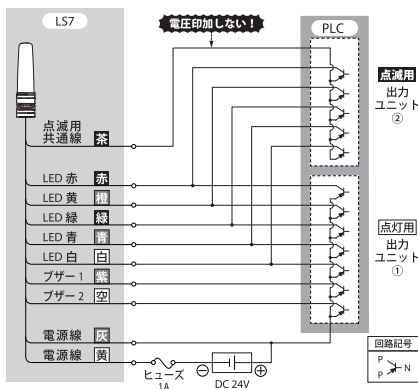 LS7
電圧印加しない！
PLC
点滅用
共通線 茶
点滅用
出力
ユニット
②
LED 赤 赤
LED 黄 橙
LED 緑 緑
LED 青 青
LED 白 白
ブザー 1 紫
ブザー 2 空
点灯用
出力
ユニット
①
電源線 灰
電源線 黄
ヒューズ
1A
⊖ ⊕
DC 24V
回路記号
P
P N